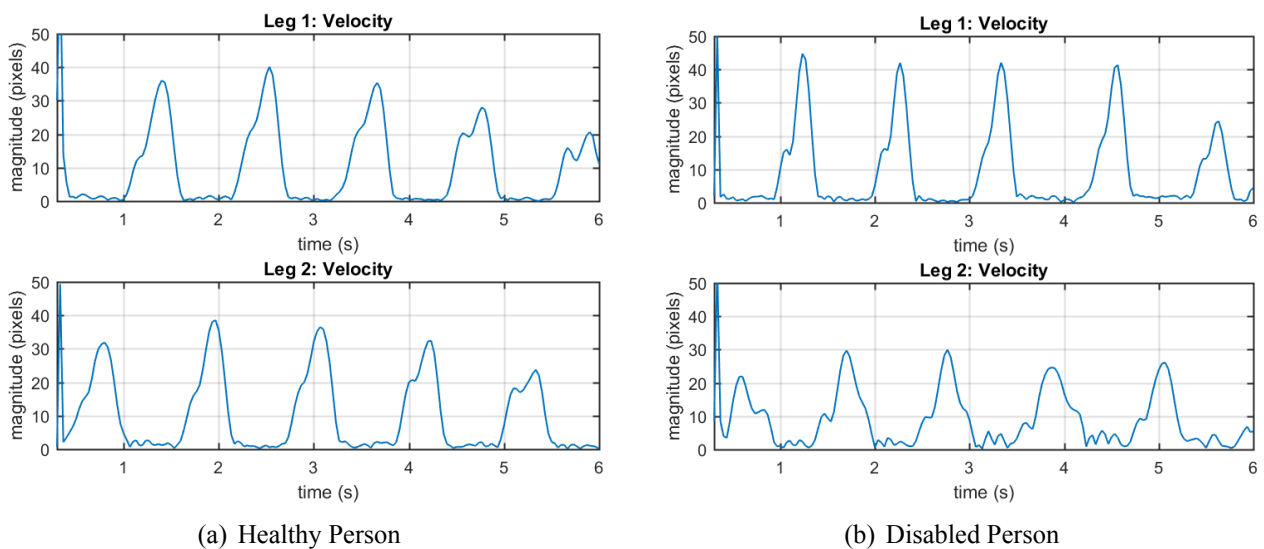 Leg 1: Velocity
50
40
30
20
10
0
magnitude (pixels)
1 2 3 4 5 6
time (s)
Leg 2: Velocity
50
40
30
20
10
0
magnitude (pixels)
1 2 3 4 5 6
time (s)
(a) Healthy Person
Leg 1: Velocity
50
40
30
20
10
0
magnitude (pixels)
1 2 3 4 5 6
time (s)
Leg 2: Velocity
50
40
30
20
10
0
magnitude (pixels)
1 2 3 4 5 6
time (s)
(b) Disabled Person